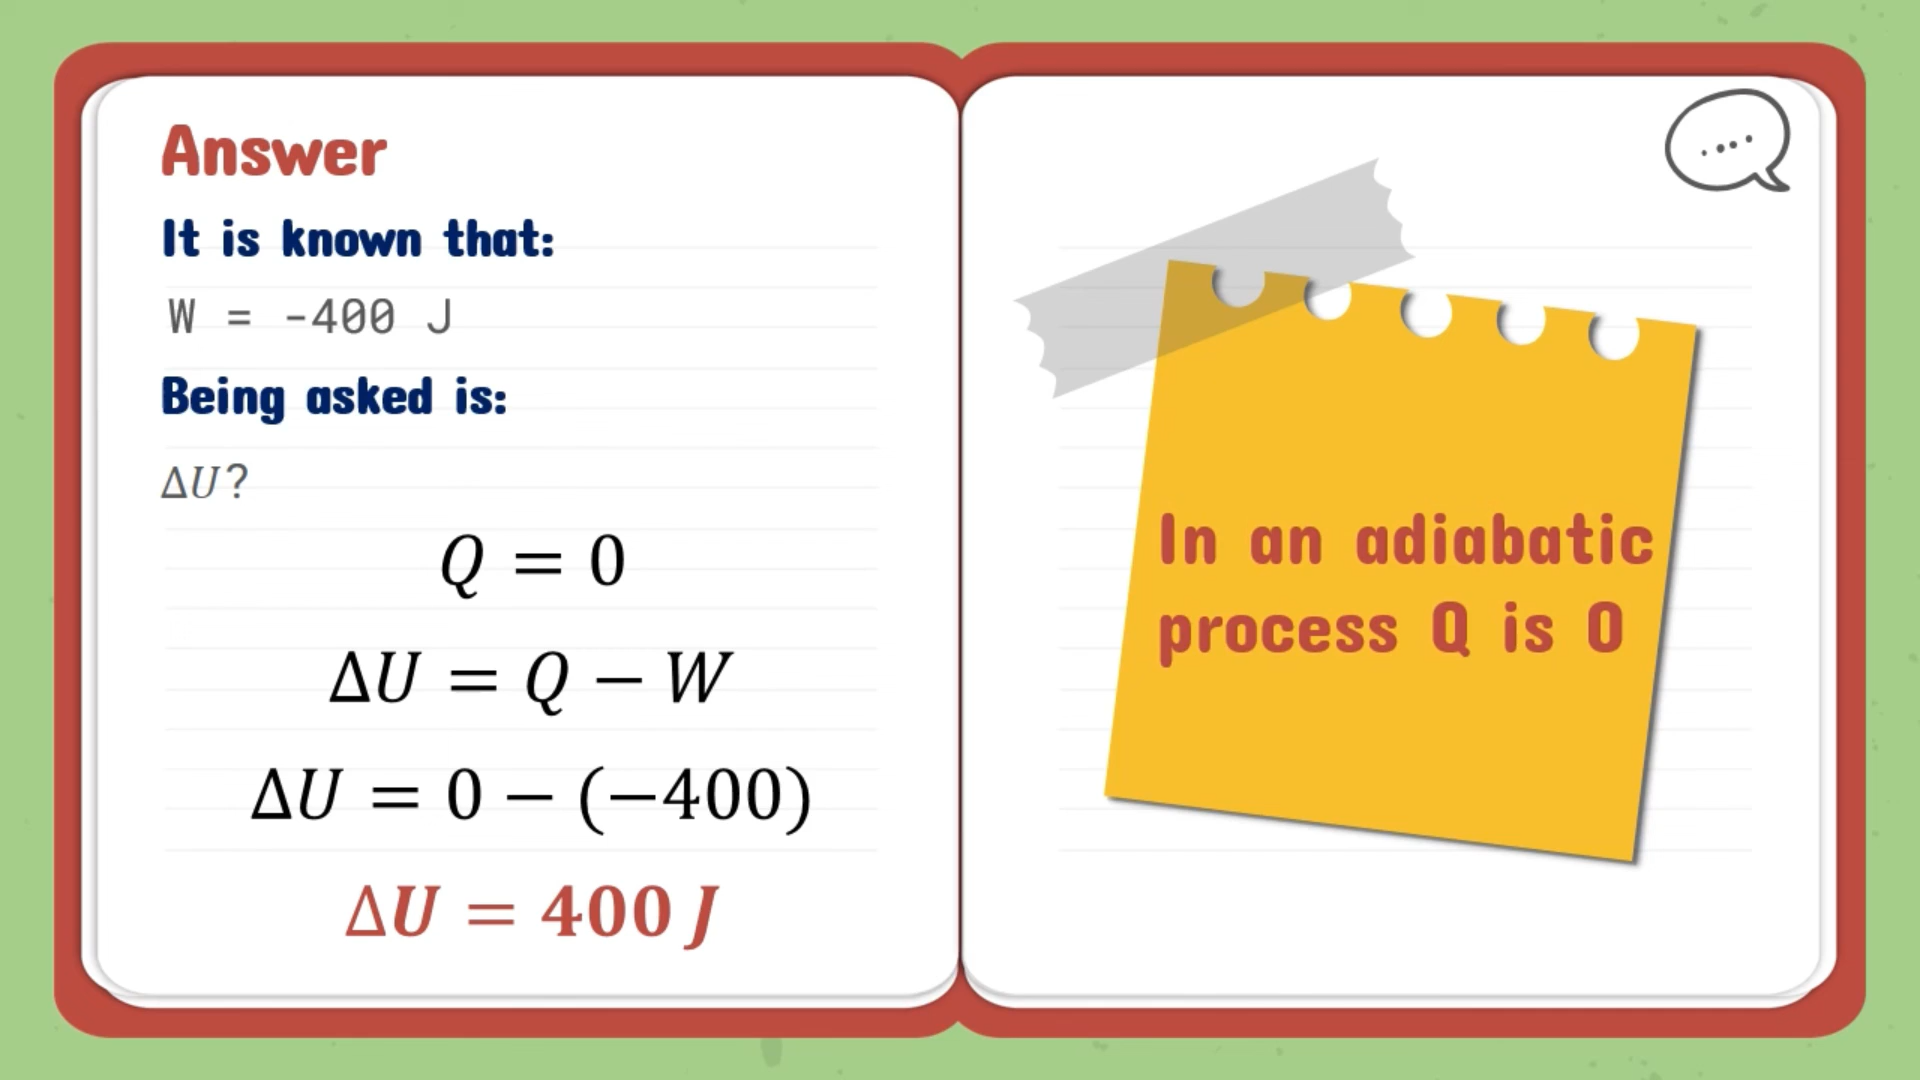 Answer
It is known that:
W = -400 J
Being asked is:
ΔU?
Q = 0
ΔU = Q − W
ΔU = 0 − (−400)
ΔU = 400 J
In an adiabatic
process Q is 0